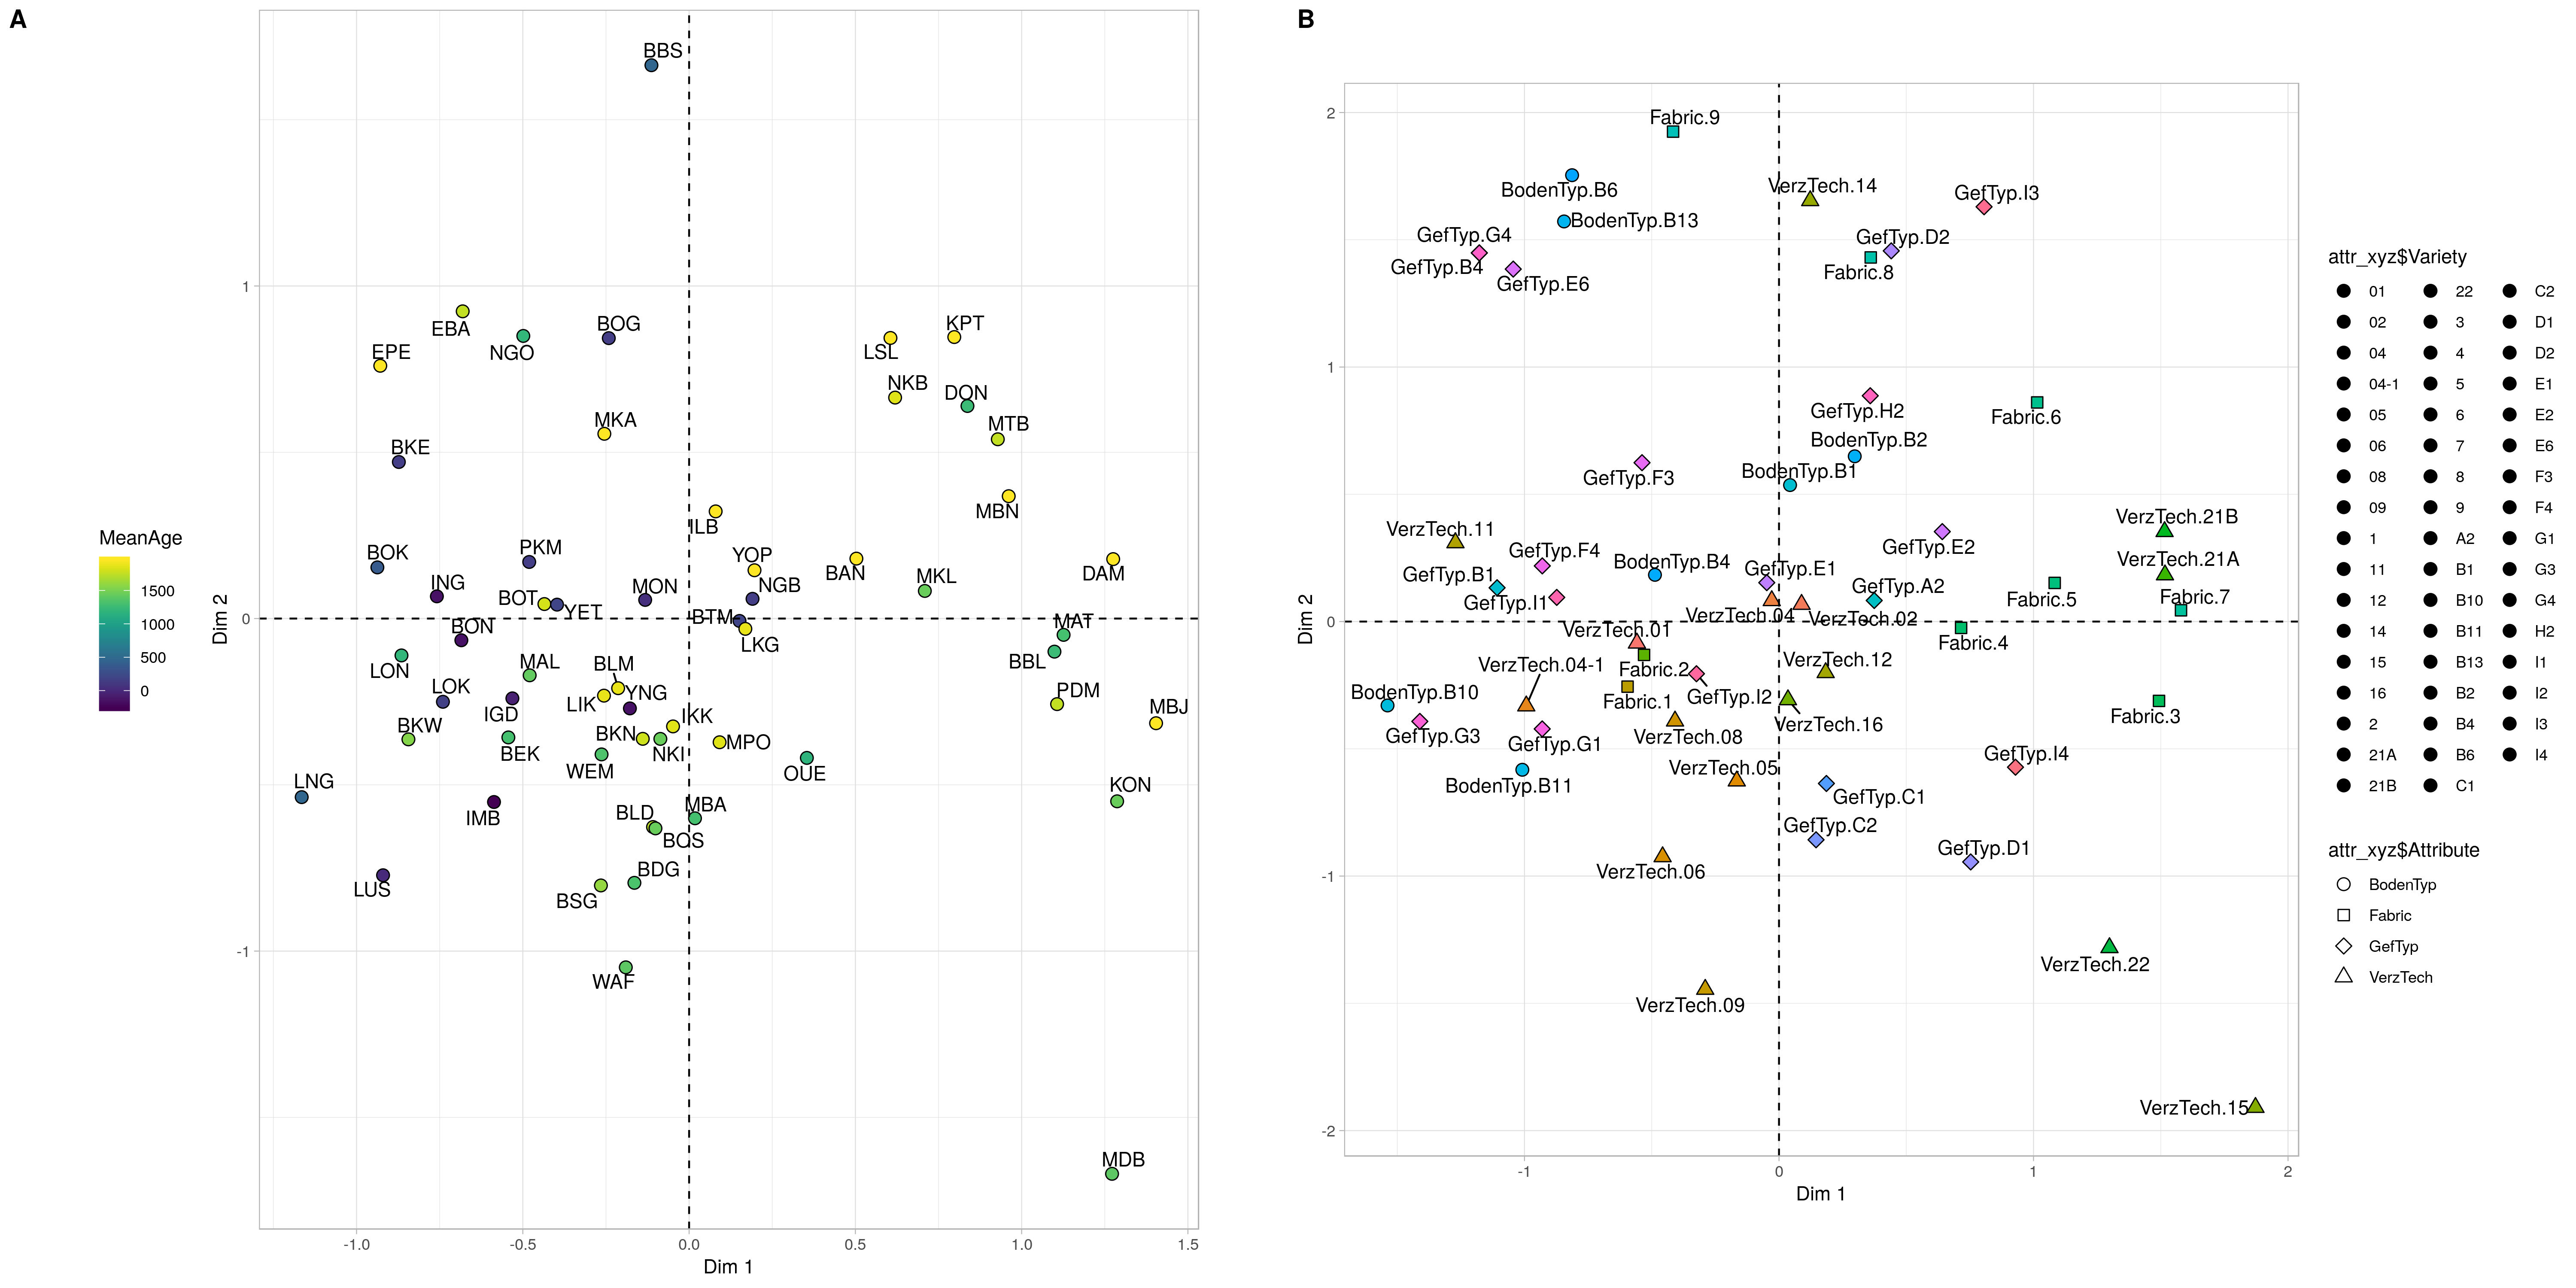 A
BBS
1
EBA
NGO
BOG
EPE
LSL
KPT
NKB
DON
MKA
MTB
BKE
MBN
ILB
BOK
PKM
YOP
BAN
DAM
ING
MON
NGB
MKL
BOT
YET
0
BTM
MAT
BON
LKG
LON
MAL
BLM
BBL
LOK
LIK
YNG
PDM
IGD
IKK
MBJ
BKW
BKN
MPO
BEK
NKI
WEM
OUE
LNG
KON
IMB
BLD
MBA
BOS
LUS
BDG
BSG
-1
WAF
MDB
-1.0 -0.5 0.0 0.5 1.0 1.5
Dim 1
Dim 2
MeanAge
1500
1000
500
0
B
2
Fabric.9
BodenTyp.B6
VerzTech.14
GefTyp.I3
BodenTyp.B13
GefTyp.G4
GefTyp.D2
GefTyp.B4
Fabric.8
GefTyp.E6
1
GefTyp.H2
Fabric.6
BodenTyp.B2
BodenTyp.B1
GefTyp.F3
VerzTech.11
VerzTech.21B
GefTyp.F4
GefTyp.E2
BodenTyp.B4
VerzTech.21A
GefTyp.B1
GefTyp.E1
GefTyp.A2
GefTyp.I1
Fabric.5
Fabric.7
VerzTech.04
VerzTech.02
0
VerzTech.01
Fabric.4
VerzTech.04-1
Fabric.2
VerzTech.12
BodenTyp.B10
Fabric.1
GefTyp.I2
Fabric.3
GefTyp.G3
GefTyp.G1
VerzTech.08
VerzTech.16
GefTyp.I4
VerzTech.05
BodenTyp.B11
GefTyp.C1
GefTyp.C2
GefTyp.D1
VerzTech.06
-1
VerzTech.22
VerzTech.09
VerzTech.15
-2
-1 0 1 2
Dim 1
Dim 2
attr_xyz$Variety
01 22 C2
02 3 D1
04 4 D2
04-1 5 E1
05 6 E2
06 7 E6
08 8 F3
09 9 F4
1 A2 G1
11 B1 G3
12 B10 G4
14 B11 H2
15 B13 I1
16 B2 I2
2 B4 I3
21A B6 I4
21B C1
attr_xyz$Attribute
BodenTyp
Fabric
GefTyp
VerzTech